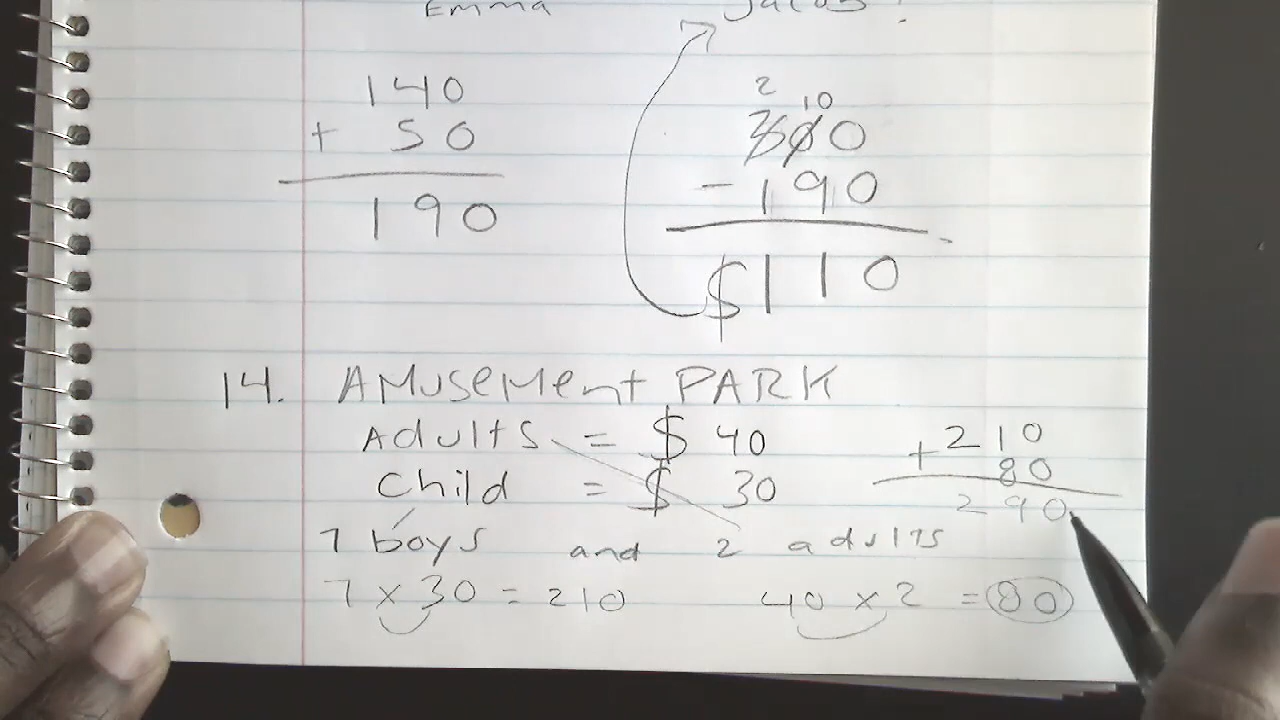 Emma
Jacob?
140
+ 50
190
2
10
300
- 190
$110
14. Amusement PARK
Adults = $ 40
Child = $ 30
7 boys and 2 adults
7 x 30 = 210
40 x 2 = 80
210
+ 80
290